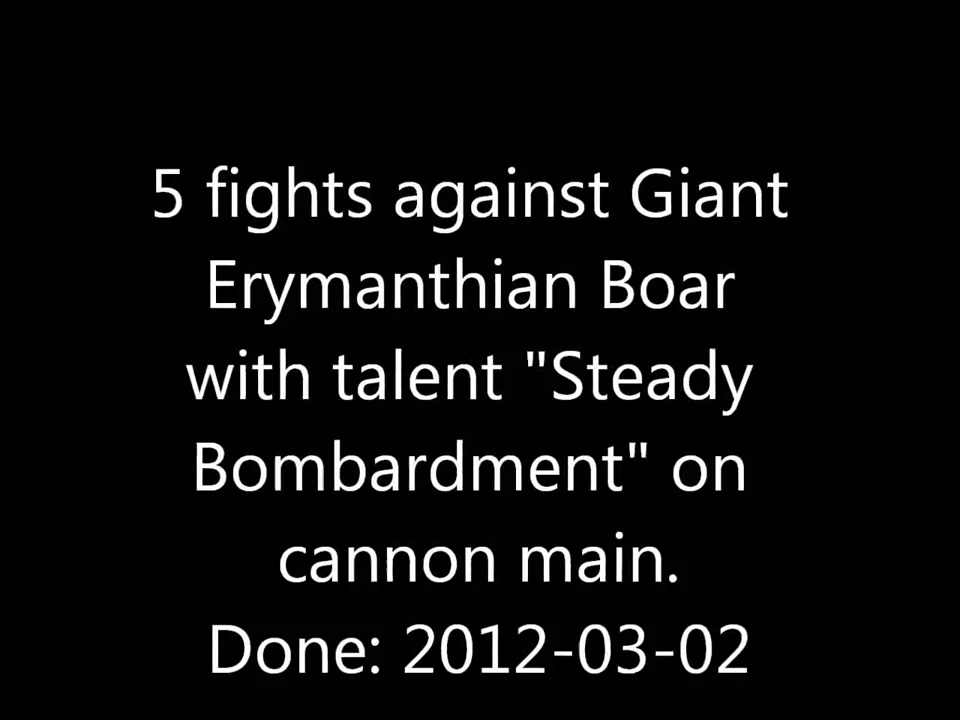 5 fights against Giant
Erymanthian Boar
with talent "Steady
Bombardment" on
cannon main.
Done: 2012-03-02